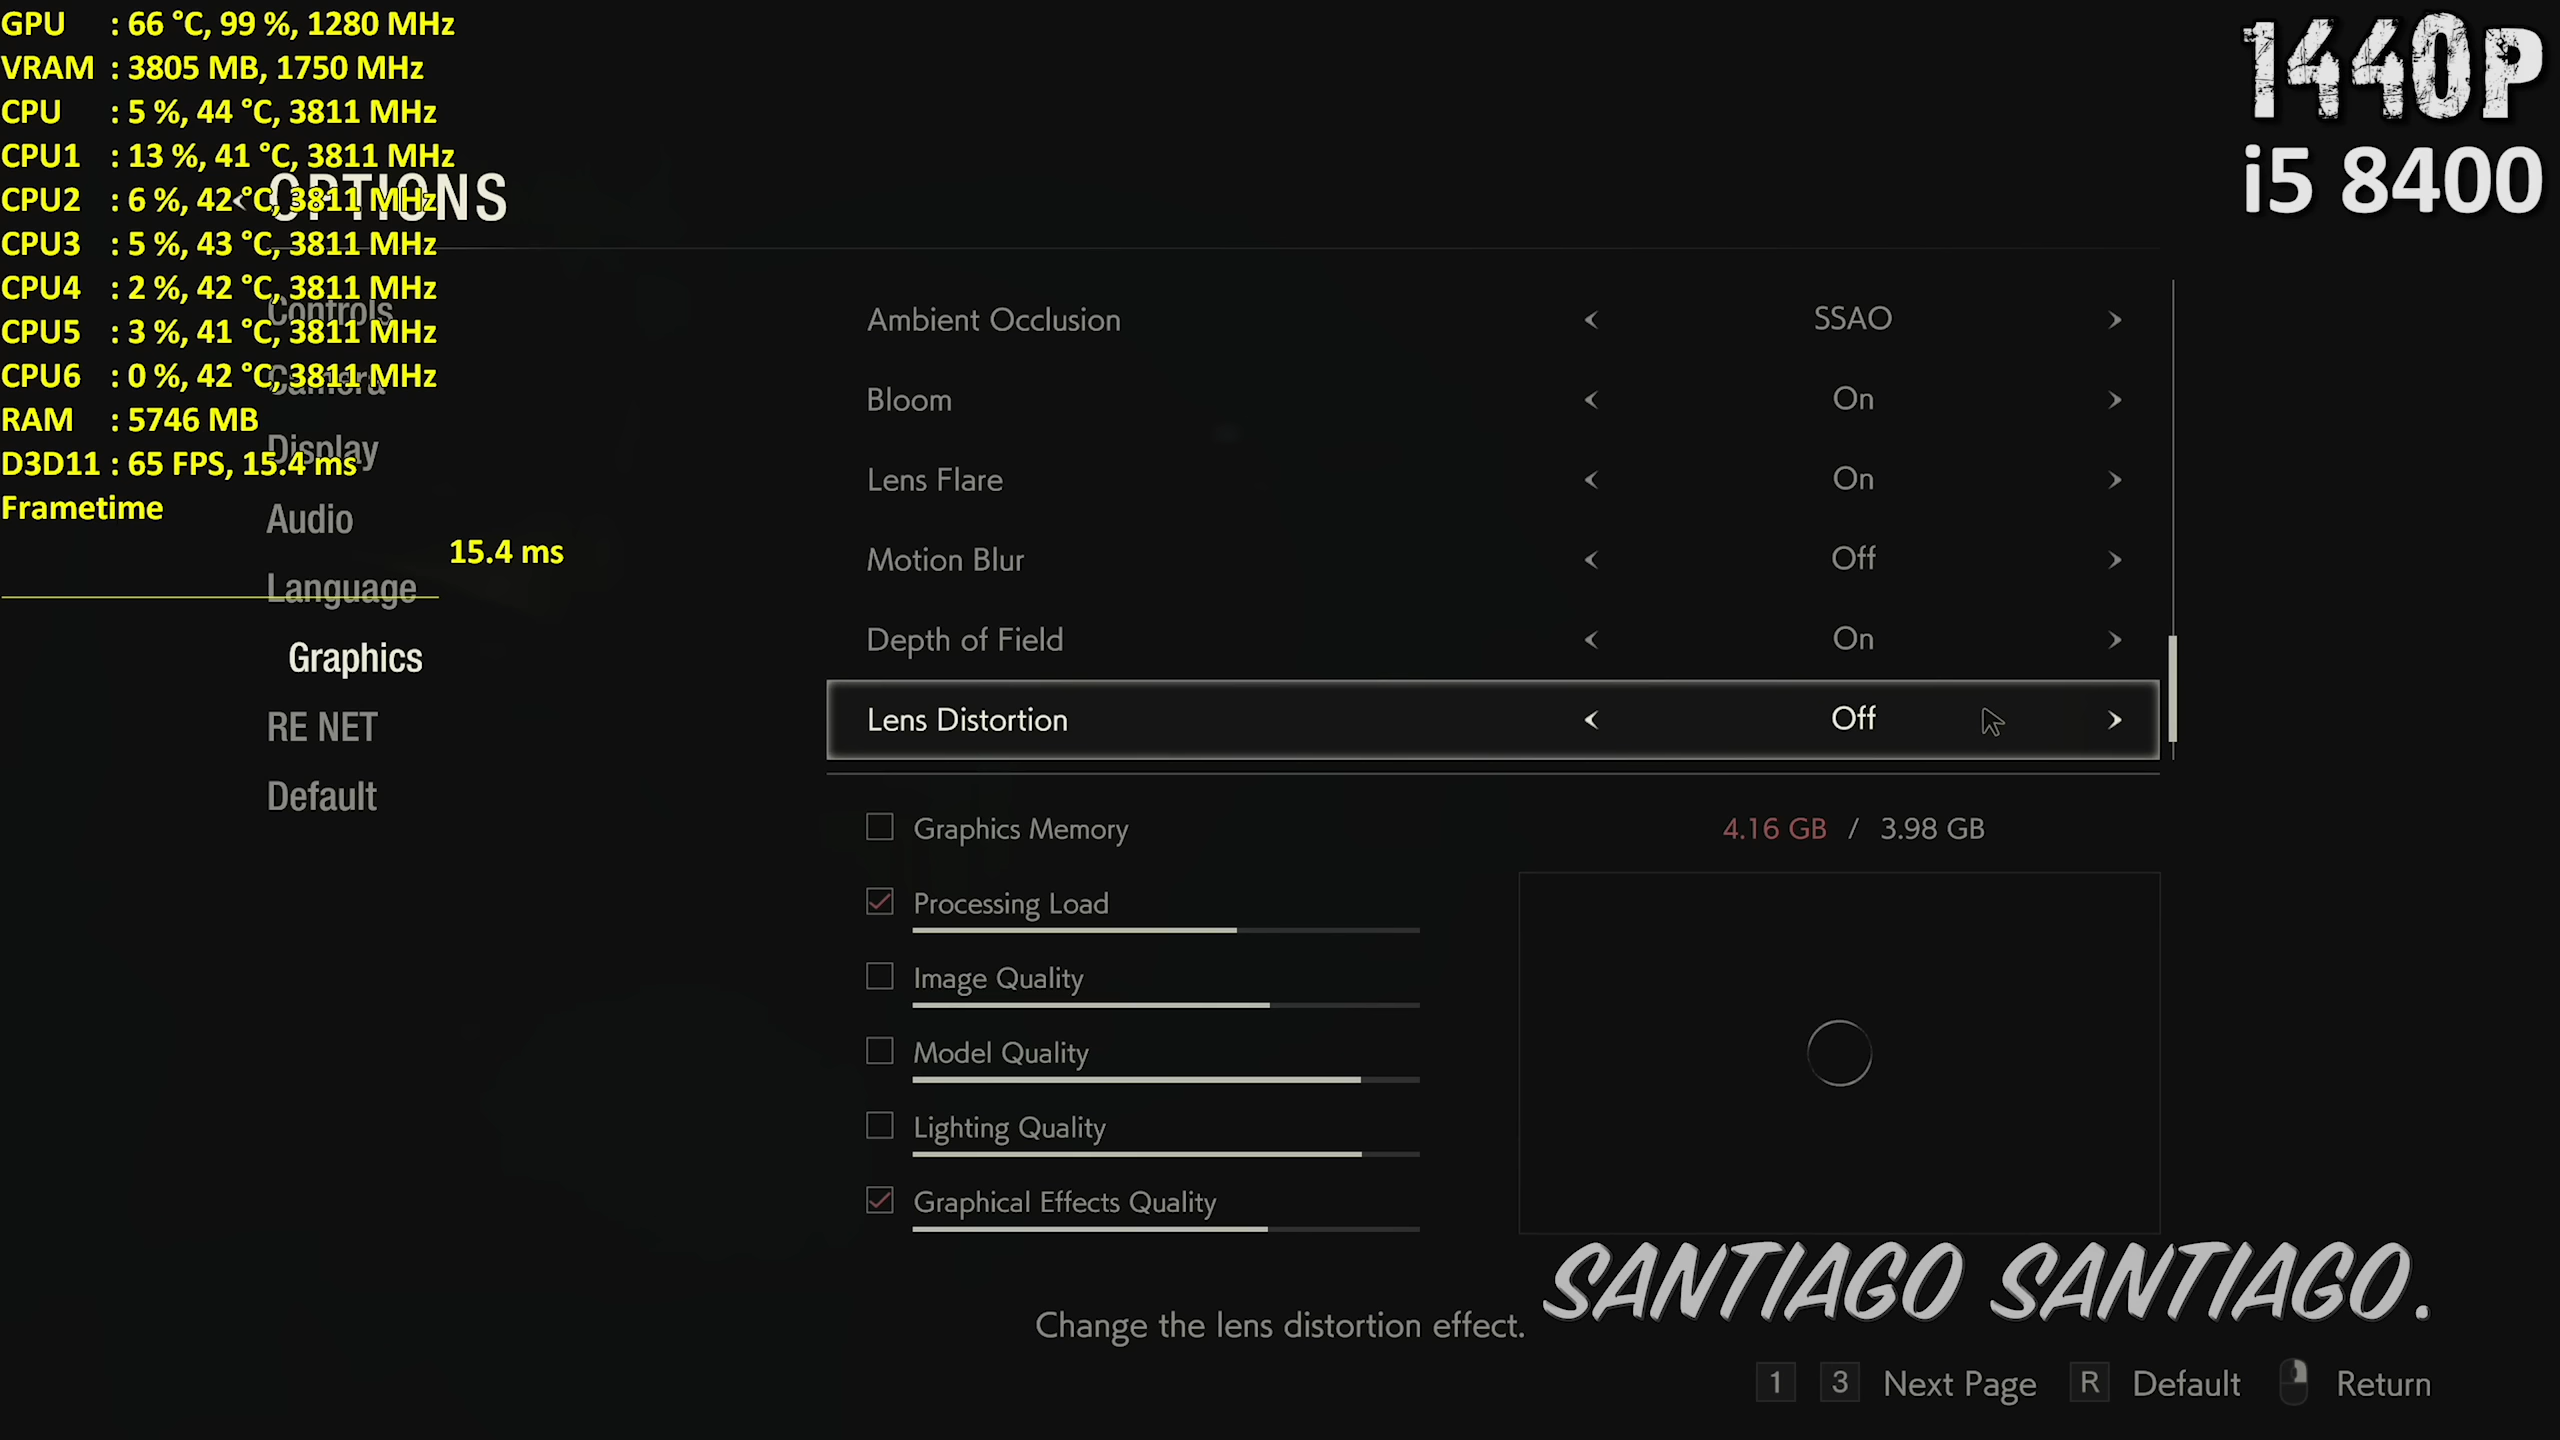 GPU : 66 °C, 99 %, 1280 MHz
VRAM : 3805 MB, 1750 MHz
CPU : 5 %, 44 °C, 3811 MHz
CPU1 : 13 %, 41 °C, 3811 MHz
CPU2 : 6 %, 42 °C, 3811 MHz
CPU3 : 5 %, 43 °C, 3811 MHz
CPU4 : 2 %, 42 °C, 3811 MHz
CPU5 : 3 %, 41 °C, 3811 MHz
CPU6 : 0 %, 42 °C, 3811 MHz
RAM : 5746 MB
D3D11 : 65 FPS, 15.4 ms
Frametime
15.4 ms
1440P
i5 8400
OPTIONS
Controls
Camera
Display
Audio
Language
Graphics
RE NET
Default
Ambient Occlusion < SSAO >
Bloom < On >
Lens Flare < On >
Motion Blur < Off >
Depth of Field < On >
Lens Distortion < Off >
Graphics Memory 4.16 GB / 3.98 GB
Processing Load
Image Quality
Model Quality
Lighting Quality
Graphical Effects Quality
SANTIAGO SANTIAGO.
Change the lens distortion effect.
1 3 Next Page R Default Return